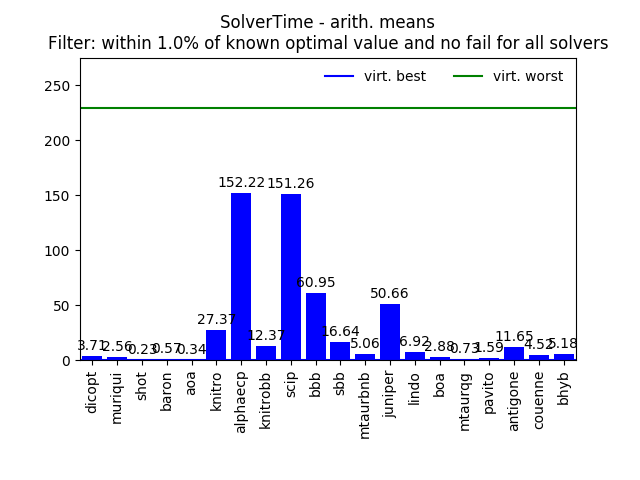 SolverTime - arith. means
Filter: within 1.0% of known optimal value and no fail for all solvers
virt. best virt. worst
250
200
150
100
50
0
152.22 151.26
60.95
50.66
27.37
16.64
12.37
11.65
3.71 2.56 0.23 0.57 0.34 5.06 6.92 2.88 0.73 1.59 4.52 5.18
dicopt muriqui shot baron aoa knitro alphaecp knitrobb scip bbb sbb mtaurbnb juniper lindo boa mtaurqg pavito antigone couenne bhyb